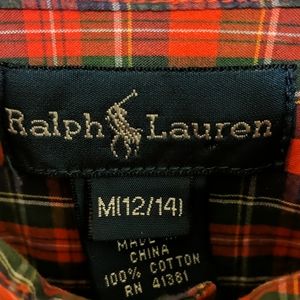 Ralph Lauren
M(12/14)
MADE IN
CHINA
100% COTTON
RN 41381